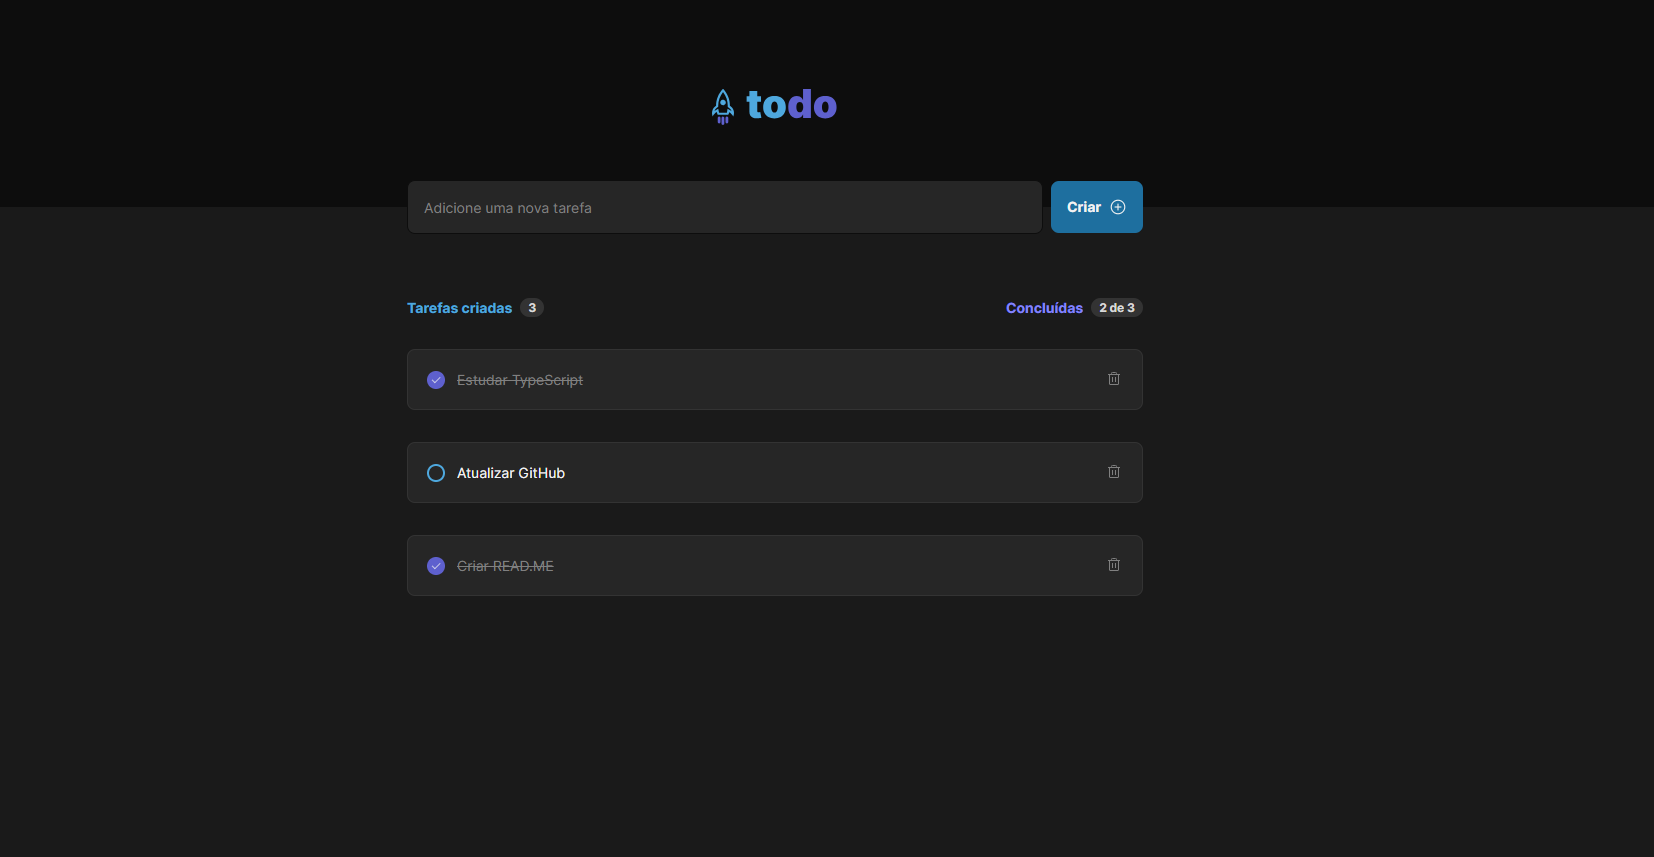 todo
Adicione uma nova tarefa
Criar
Tarefas criadas 3
Concluídas 2 de 3
Estudar TypeScript
Atualizar GitHub
Criar READ.ME